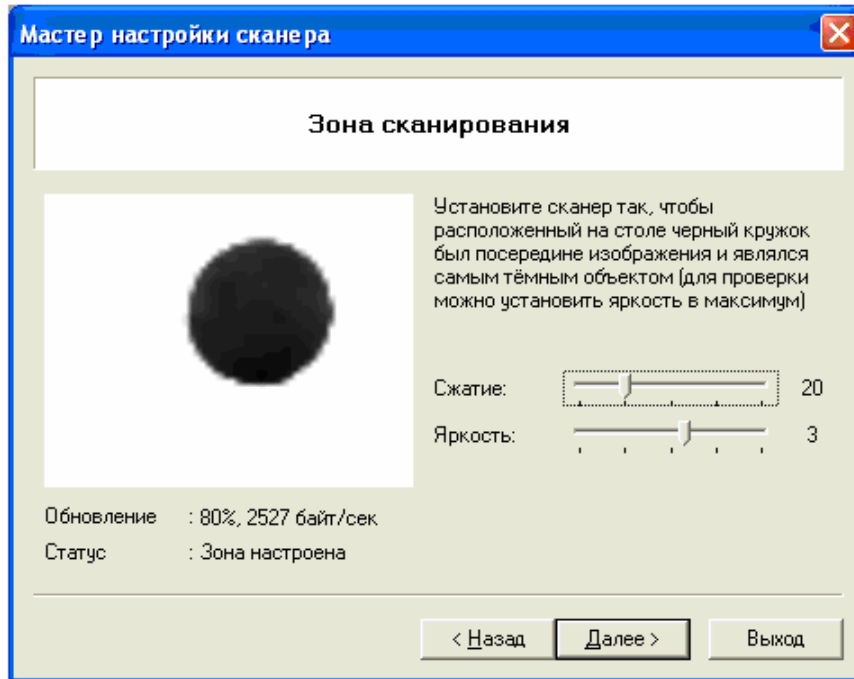 Мастер настройки сканера
Зона сканирования
Установите сканер так, чтобы
расположенный на столе черный кружок
был посередине изображения и являлся
самым тёмным объектом (для проверки
можно установить яркость в максимум)
Сжатие: 20
Яркость: 3
Обновление : 80%, 2527 байт/сек
Статус : Зона настроена
< Назад Далее > Выход